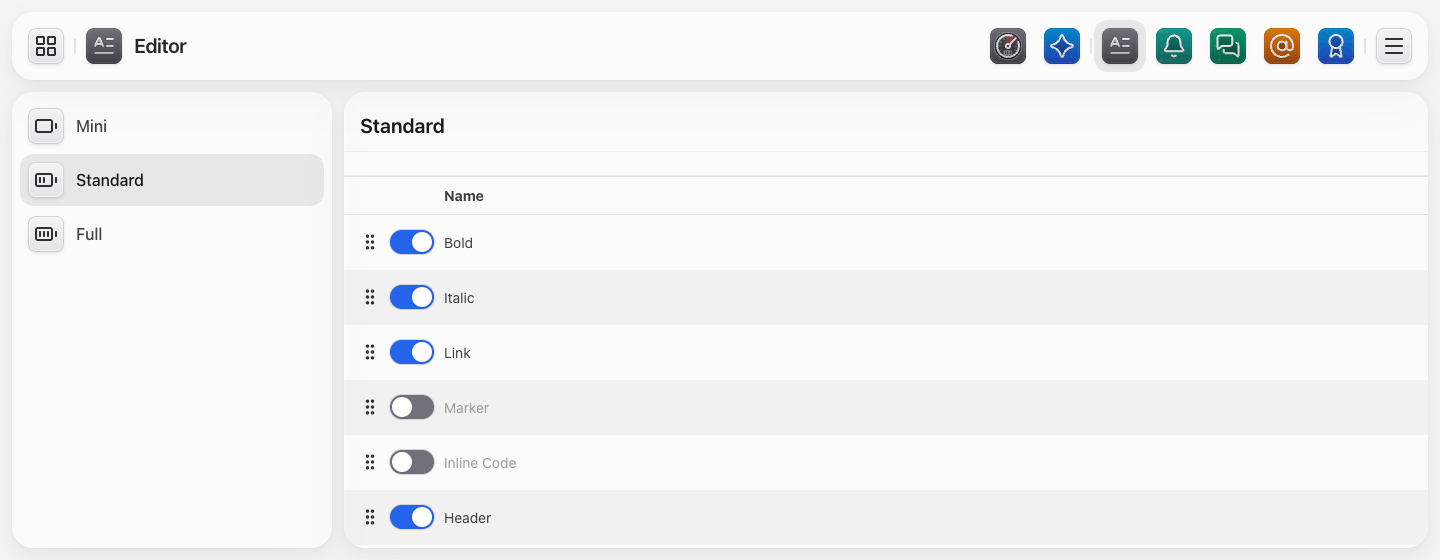 Editor
Mini
Standard
Full
Standard
Name
Bold
Italic
Link
Marker
Inline Code
Header